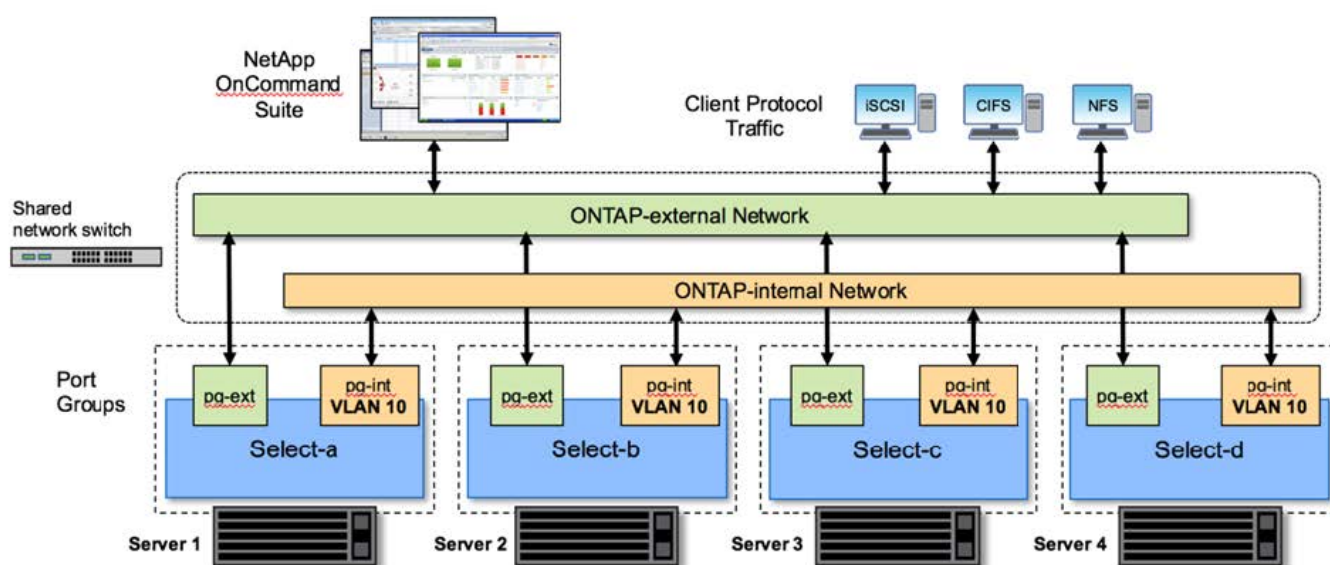 NetApp
OnCommand
Suite
Client Protocol
Traffic
iSCSI
CIFS
NFS
Shared
network switch
ONTAP-external Network
ONTAP-internal Network
Port
Groups
pg-ext
pg-int
VLAN 10
Select-a
pg-ext
pg-int
VLAN 10
Select-b
pg-ext
pg-int
VLAN 10
Select-c
pg-ext
pg-int
VLAN 10
Select-d
Server 1
Server 2
Server 3
Server 4